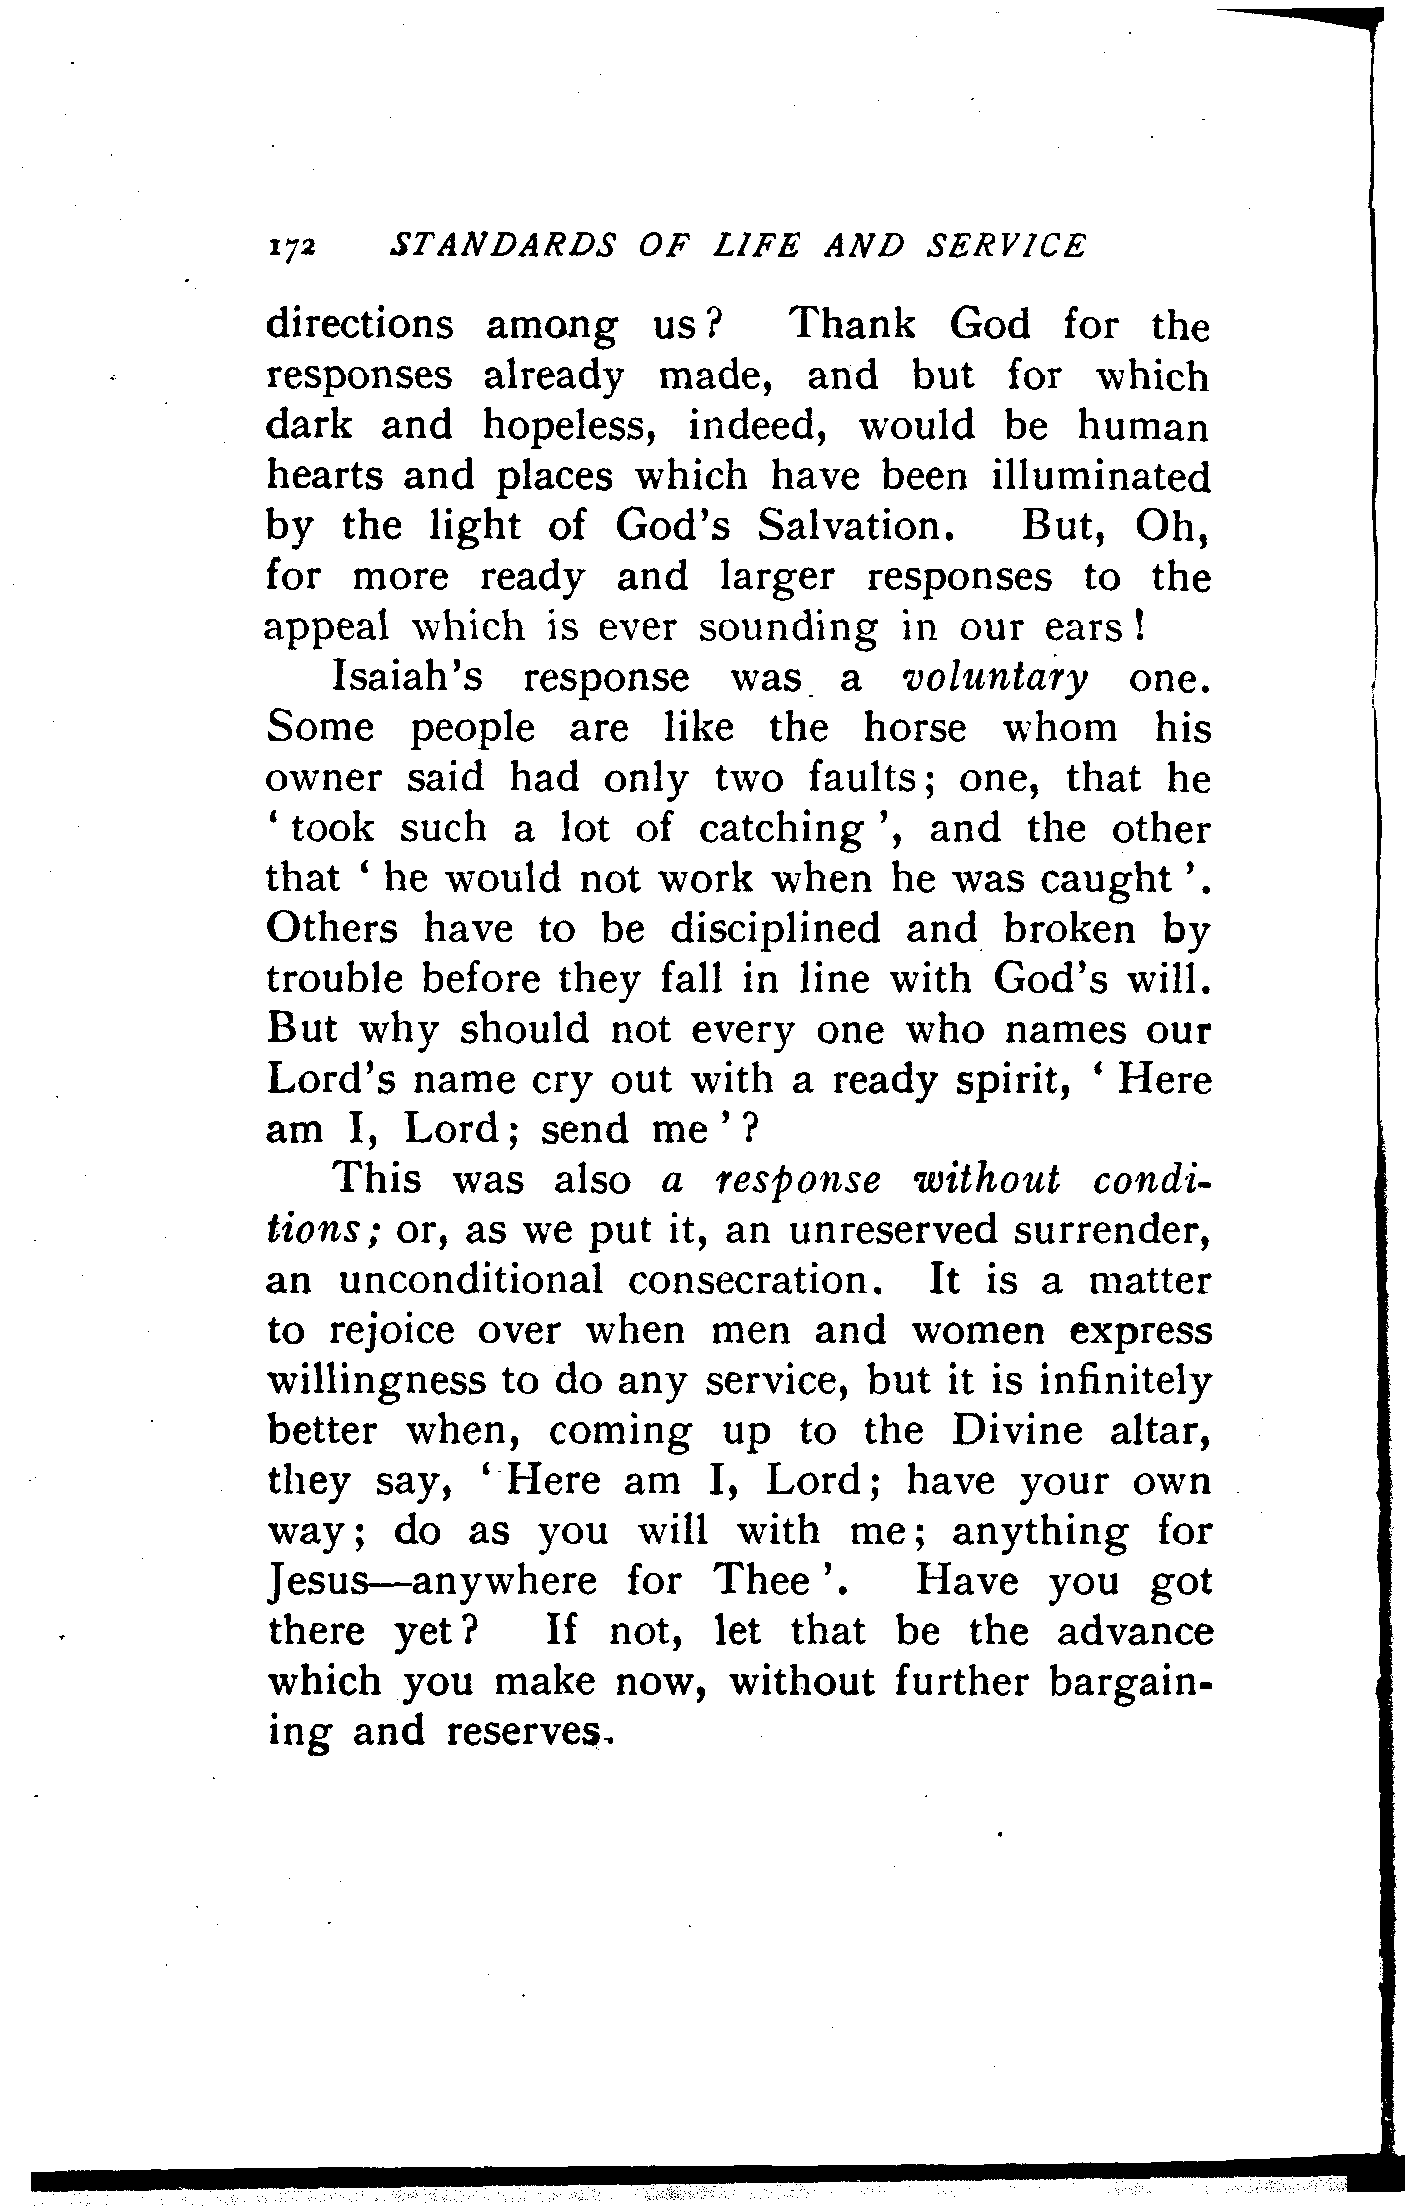 172 STANDARDS OF LIFE AND SERVICE
directions among us? Thank God for the
responses already made, and but for which
dark and hopeless, indeed, would be human
hearts and places which have been illuminated
by the light of God's Salvation. But, Oh,
for more ready and larger responses to the
appeal which is ever sounding in our ears!
Isaiah's response was a voluntary one.
Some people are like the horse whom his
owner said had only two faults; one, that he
‘ took such a lot of catching ’, and the other
that ‘ he would not work when he was caught ’.
Others have to be disciplined and broken by
trouble before they fall in line with God's will.
But why should not every one who names our
Lord's name cry out with a ready spirit, ‘ Here
am I, Lord; send me ’?
This was also a response without condi-
tions; or, as we put it, an unreserved surrender,
an unconditional consecration. It is a matter
to rejoice over when men and women express
willingness to do any service, but it is infinitely
better when, coming up to the Divine altar,
they say, ‘ Here am I, Lord; have your own
way; do as you will with me; anything for
Jesus—anywhere for Thee ’. Have you got
there yet? If not, let that be the advance
which you make now, without further bargain-
ing and reserves.